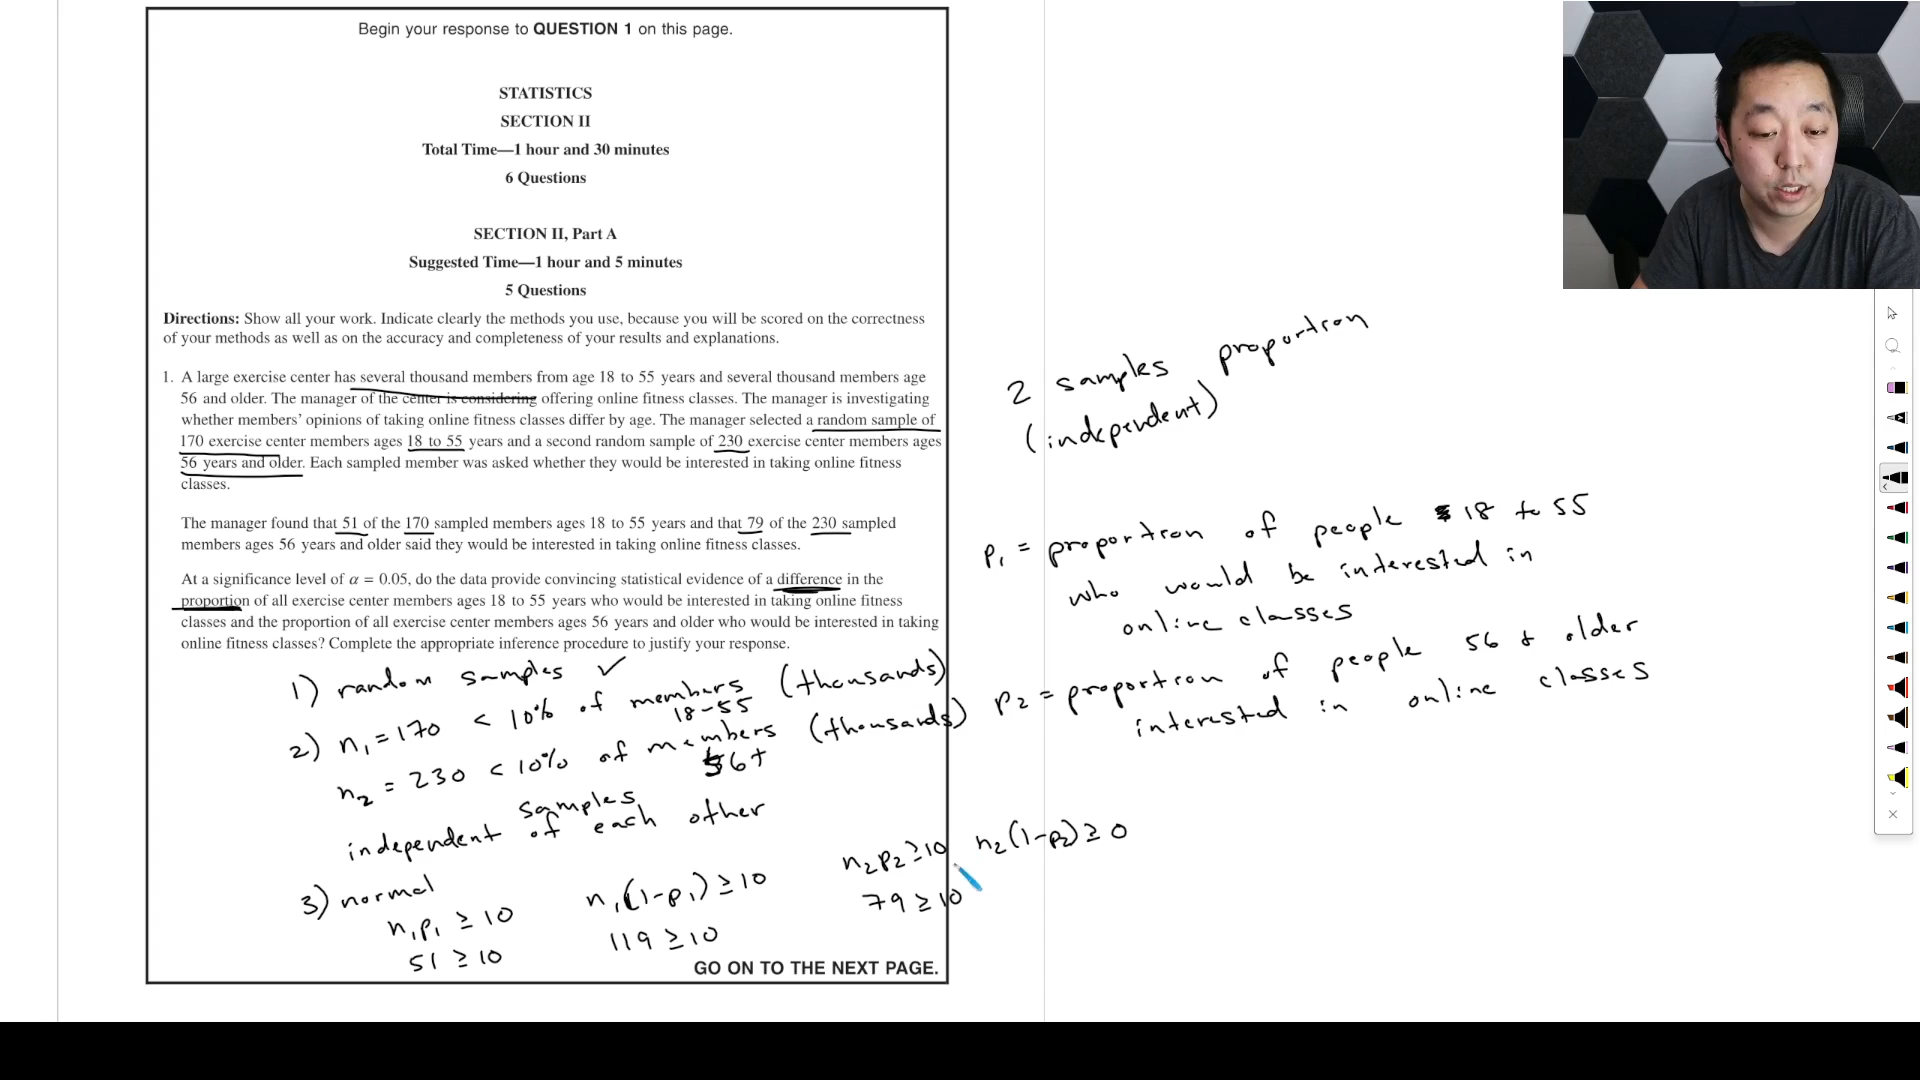 Begin your response to QUESTION 1 on this page.
STATISTICS
SECTION II
Total Time—1 hour and 30 minutes
6 Questions
SECTION II, Part A
Suggested Time—1 hour and 5 minutes
5 Questions
Directions: Show all your work. Indicate clearly the methods you use, because you will be scored on the correctness
of your methods as well as on the accuracy and completeness of your results and explanations.
1. A large exercise center has several thousand members from age 18 to 55 years and several thousand members age
56 and older. The manager of the center is considering offering online fitness classes. The manager is investigating
whether members' opinions of taking online fitness classes differ by age. The manager selected a random sample of
170 exercise center members ages 18 to 55 years and a second random sample of 230 exercise center members ages
56 years and older. Each sampled member was asked whether they would be interested in taking online fitness
classes.
The manager found that 51 of the 170 sampled members ages 18 to 55 years and that 79 of the 230 sampled
members ages 56 years and older said they would be interested in taking online fitness classes.
At a significance level of α = 0.05, do the data provide convincing statistical evidence of a difference in the
proportion of all exercise center members ages 18 to 55 years who would be interested in taking online fitness
classes and the proportion of all exercise center members ages 56 years and older who would be interested in taking
online fitness classes? Complete the appropriate inference procedure to justify your response.
1) random samples ✓
2) n₁ = 170 < 10% of members (thousands)
18-55
n₂ = 230 < 10% of members (thousands)
56+
samples
independent of each other
3) normal
n₁p₁ ≥ 10 n₁(1-p₁) ≥ 10 n₂p₂ ≥ 10 n₂(1-p₂) ≥ 0
51 ≥ 10 119 ≥ 10 79 ≥ 10
GO ON TO THE NEXT PAGE.
2 samples proportion
(independent)
p₁ = proportion of people 18 to 55
who would be interested in
online classes
p₂ = proportion of people 56 & older
interested in online classes